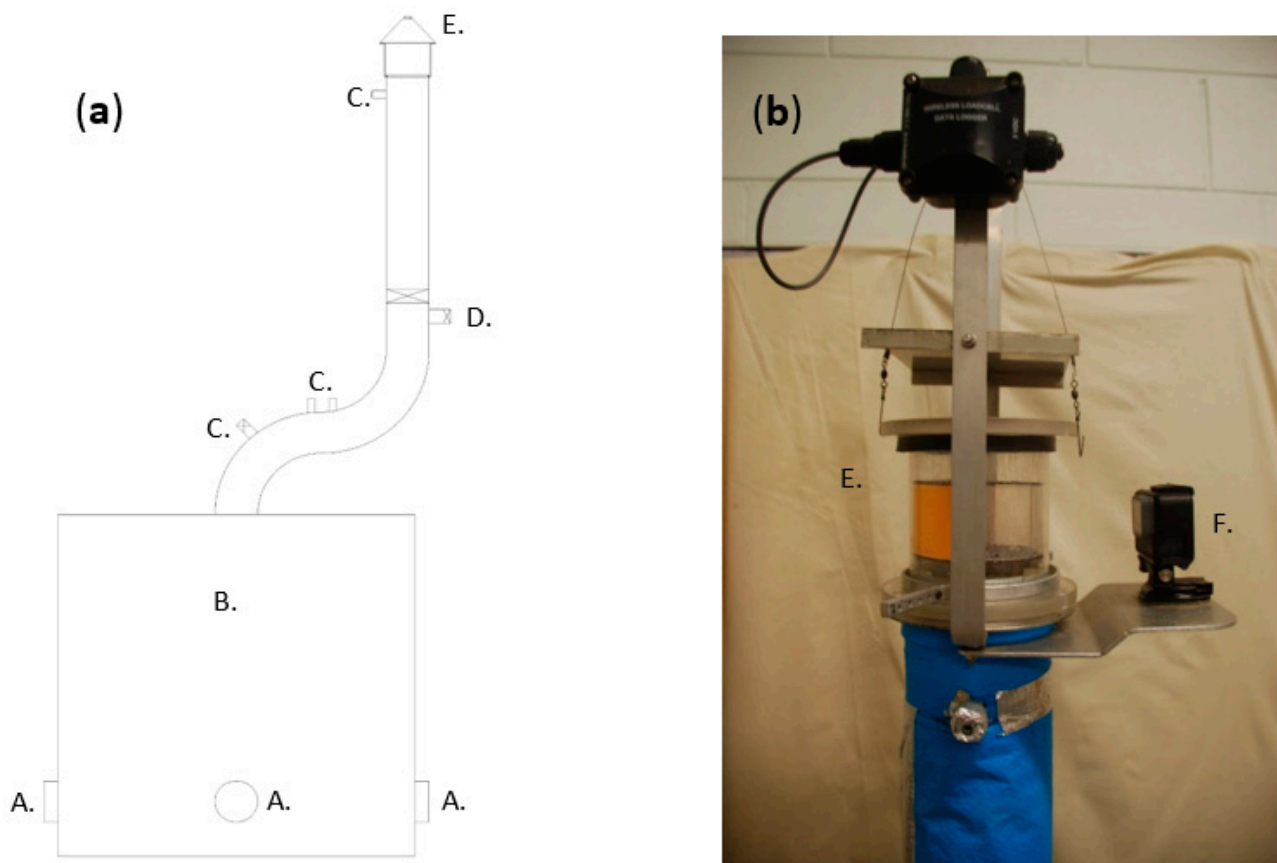 E.
(a)
C.
D.
C.
C.
B.
A.
A.
A.
(b)
WIRELESS LOADCELL
DATA LOGGER
E.
F.